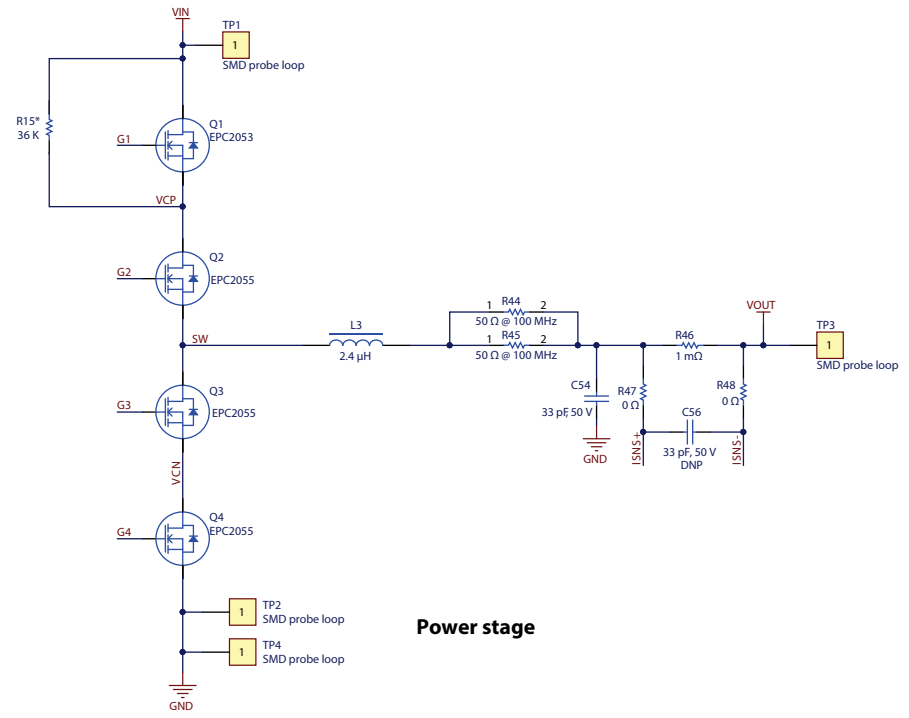 VIN
TP1
1
SMD probe loop
R15*
36 K
Q1
EPC2053
G1
VCP
Q2
EPC2055
G2
SW
L3
2.4 µH
1 R44 2
50 Ω @ 100 MHz
1 R45 2
50 Ω @ 100 MHz
VOUT
TP3
1
SMD probe loop
R46
1 mΩ
C54
33 pF, 50 V
GND
R47
0 Ω
R48
0 Ω
C56
33 pF, 50 V
DNP
ISNS+
ISNS-
Q3
EPC2055
G3
VCN
Q4
EPC2055
G4
TP2
1
SMD probe loop
TP4
1
SMD probe loop
GND
Power stage